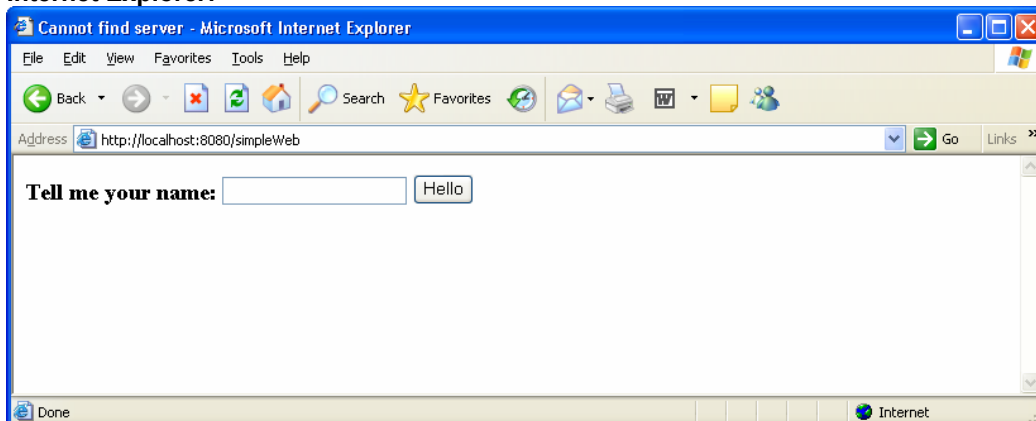 Internet Explorer:
Cannot find server - Microsoft Internet Explorer
File Edit View Favorites Tools Help
Back Search Favorites
Address http://localhost:8080/simpleWeb Go Links »
Tell me your name: Hello
Done Internet